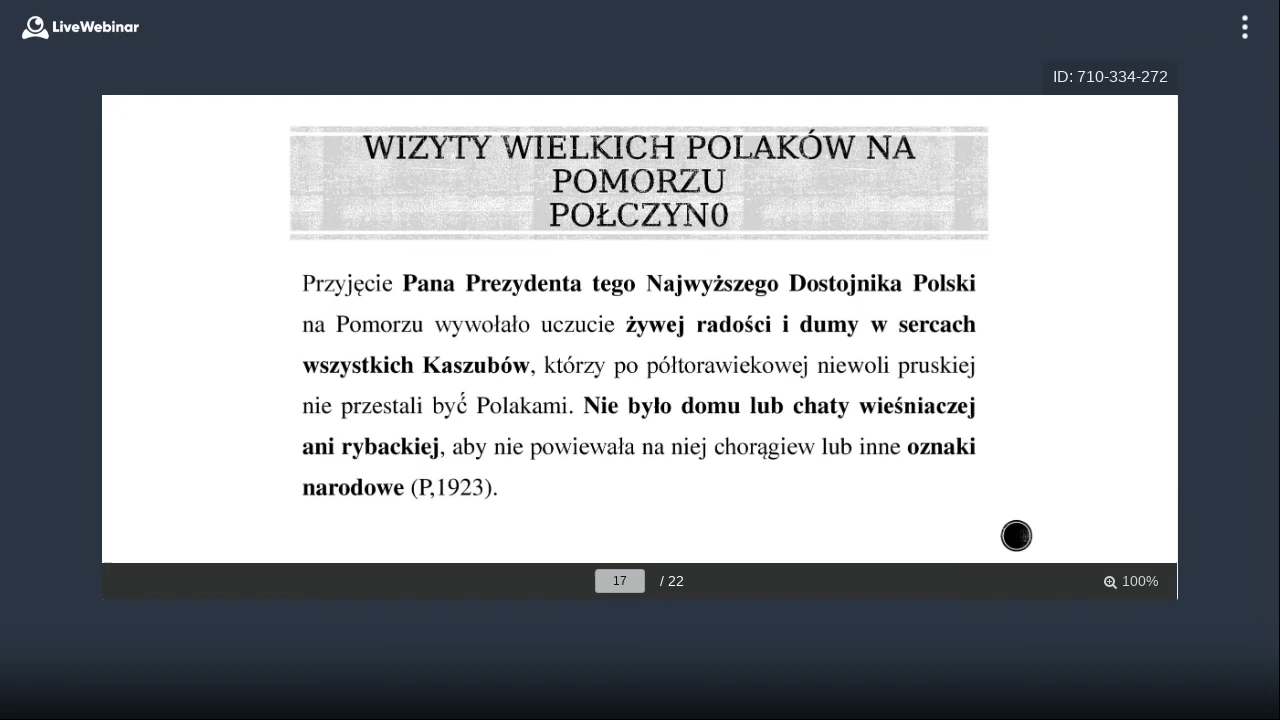 LiveWebinar
ID: 710-334-272
WIZYTY WIELKICH POLAKÓW NA
POMORZU
POŁCZYN0
Przyjęcie Pana Prezydenta tego Najwyższego Dostojnika Polski
na Pomorzu wywołało uczucie żywej radości i dumy w sercach
wszystkich Kaszubów, którzy po półtorawiekowej niewoli pruskiej
nie przestali być́ Polakami. Nie było domu lub chaty wieśniaczej
ani rybackiej, aby nie powiewała na niej chorągiew lub inne oznaki
narodowe (P,1923).
17 / 22
100%